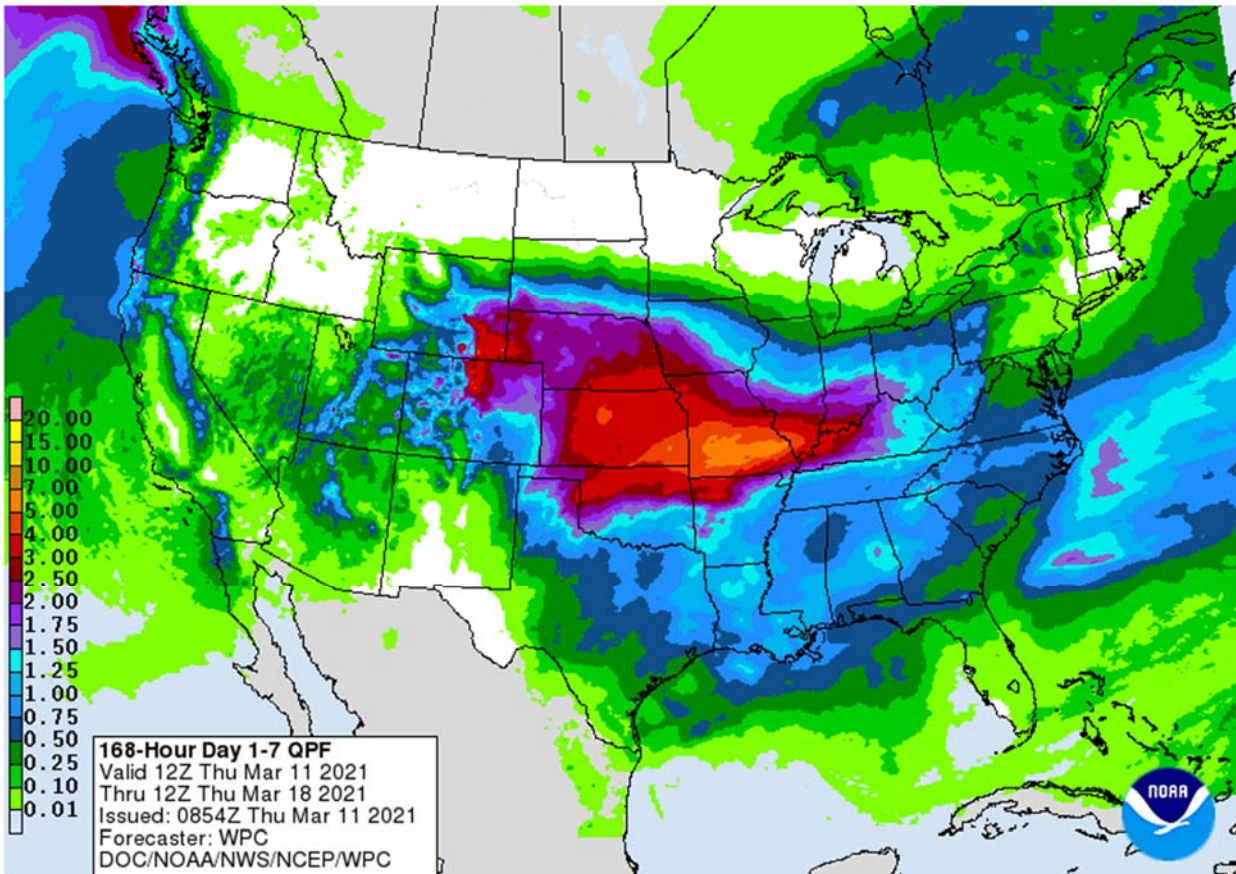 20.00
15.00
10.00
7.00
5.00
4.00
3.00
2.50
2.00
1.75
1.50
1.25
1.00
0.75
0.50
0.25
0.10
0.01
168-Hour Day 1-7 QPF
Valid 12Z Thu Mar 11 2021
Thru 12Z Thu Mar 18 2021
Issued: 0854Z Thu Mar 11 2021
Forecaster: WPC
DOC/NOAA/NWS/NCEP/WPC
NOAA